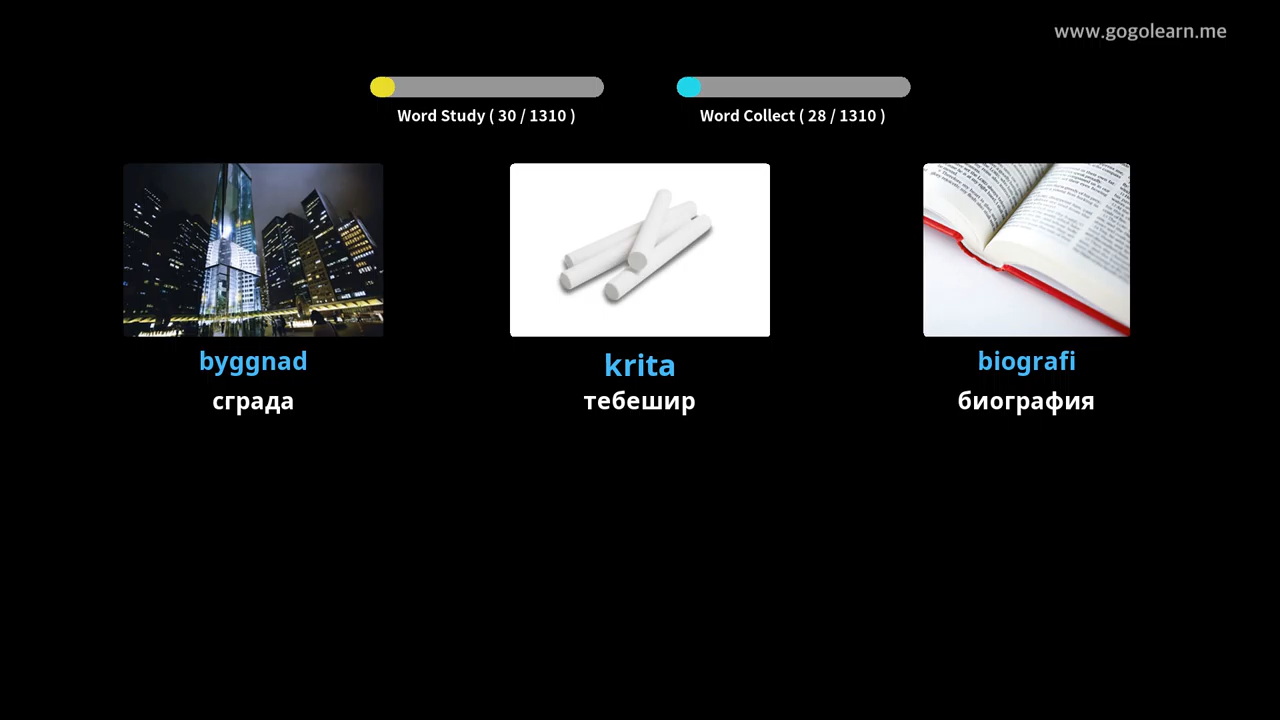 www.gogolearn.me
Word Study ( 30 / 1310 )
Word Collect ( 28 / 1310 )
byggnad
krita
biografi
сграда
тебешир
биография